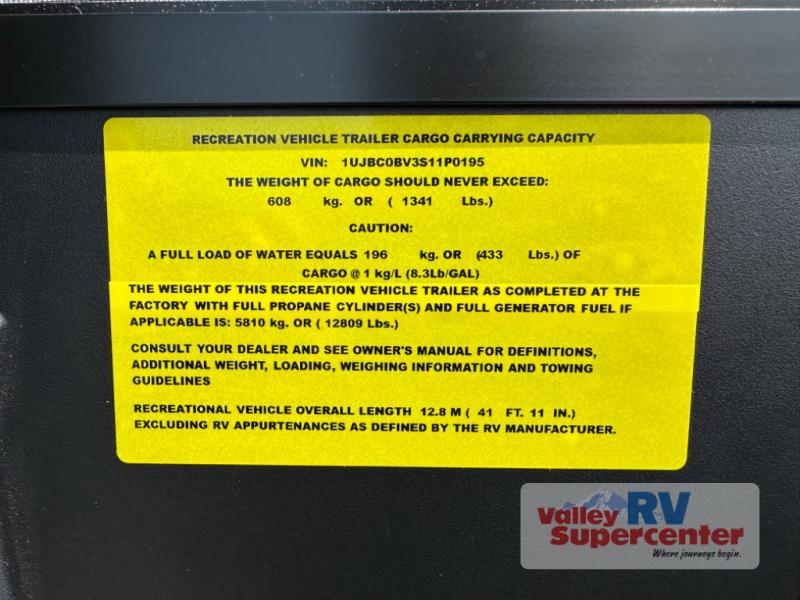 RECREATION VEHICLE TRAILER CARGO CARRYING CAPACITY
VIN: 1UJBC0BV3S11P0195
THE WEIGHT OF CARGO SHOULD NEVER EXCEED:
608 kg. OR ( 1341 Lbs.)
CAUTION:
A FULL LOAD OF WATER EQUALS 196 kg. OR (433 Lbs.) OF
CARGO @ 1 kg/L (8.3Lb/GAL)
THE WEIGHT OF THIS RECREATION VEHICLE TRAILER AS COMPLETED AT THE
FACTORY WITH FULL PROPANE CYLINDER(S) AND FULL GENERATOR FUEL IF
APPLICABLE IS: 5810 kg. OR ( 12809 Lbs.)
CONSULT YOUR DEALER AND SEE OWNER'S MANUAL FOR DEFINITIONS,
ADDITIONAL WEIGHT, LOADING, WEIGHING INFORMATION AND TOWING
GUIDELINES
RECREATIONAL VEHICLE OVERALL LENGTH 12.8 M ( 41 FT. 11 IN.)
EXCLUDING RV APPURTENANCES AS DEFINED BY THE RV MANUFACTURER.
Valley RV
Supercenter
Where journeys begin.